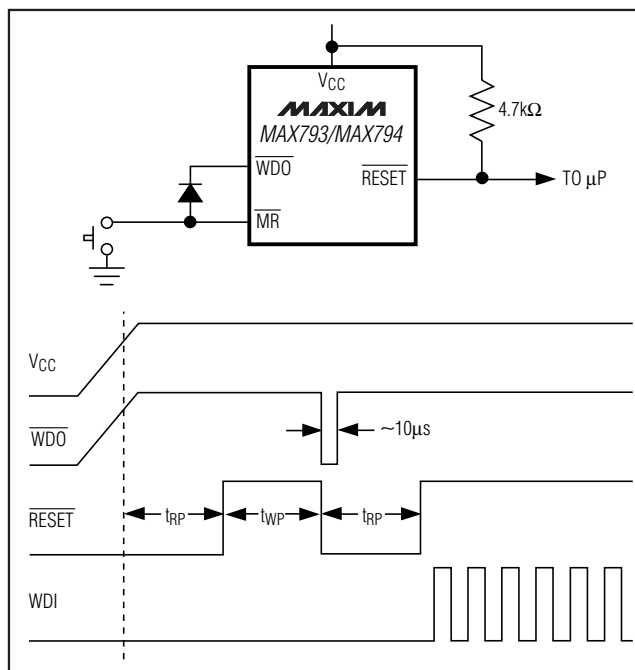 VCC
MAXIM
MAX793/MAX794
4.7kΩ
WDO
RESET
TO µP
MR
VCC
WDO
~10µs
RESET
tRP
tWP
tRP
WDI